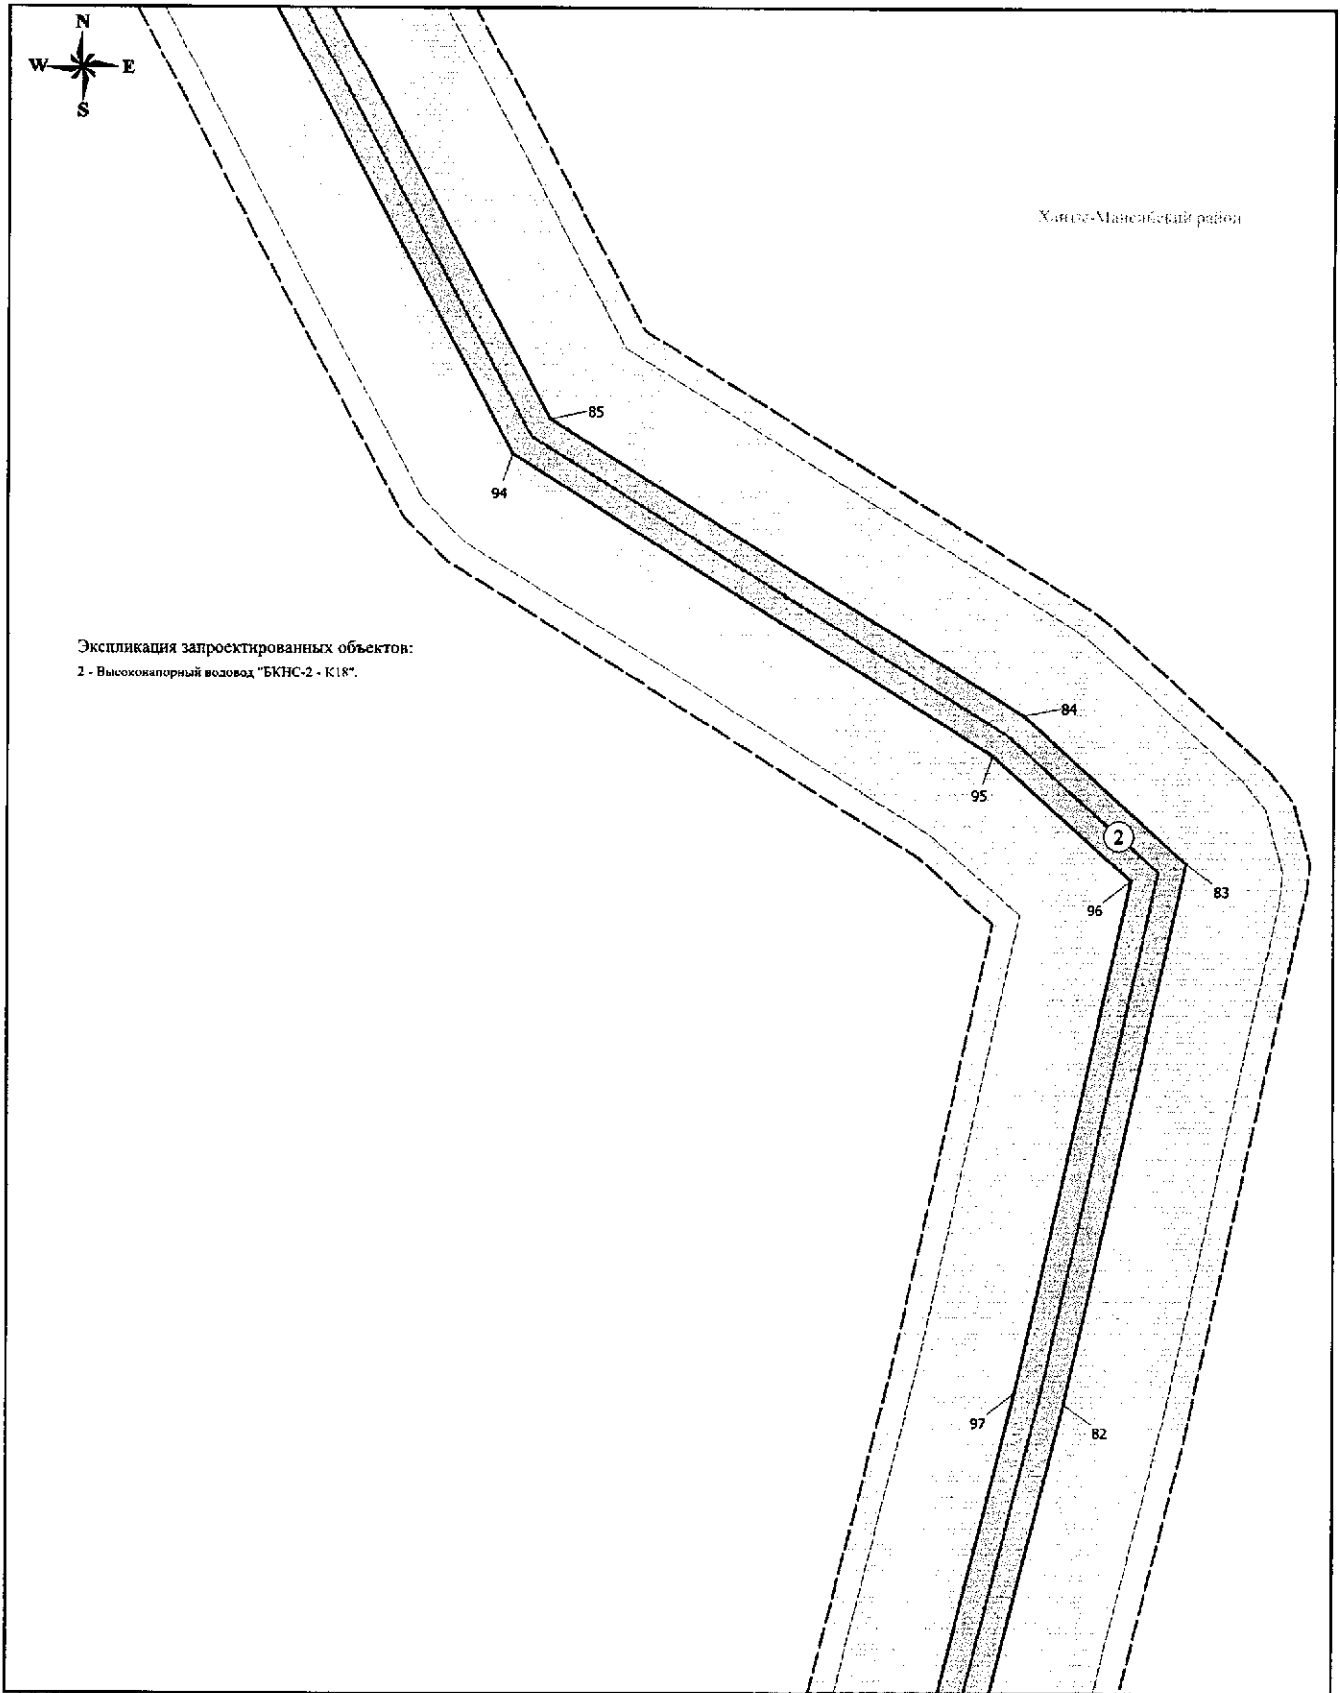 N
W E
S
Ханты-Мансийский район
85
94
Экспликация запроектированных объектов:
2 - Высоконапорный водовод "БКНС-2 - К18".
84
95
2
83
96
97
82